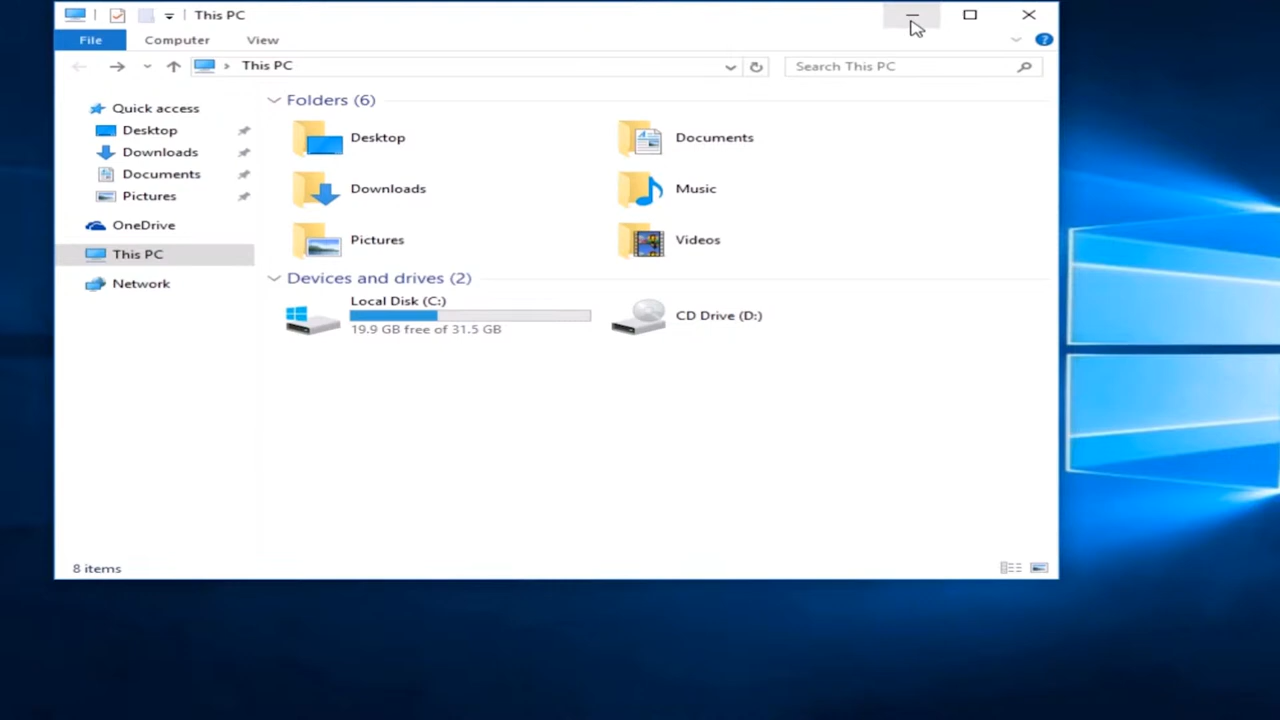 This PC
File Computer View
This PC
Search This PC
Quick access
Desktop
Downloads
Documents
Pictures
OneDrive
This PC
Network
Folders (6)
Desktop
Documents
Downloads
Music
Pictures
Videos
Devices and drives (2)
Local Disk (C:)
19.9 GB free of 31.5 GB
CD Drive (D:)
8 items